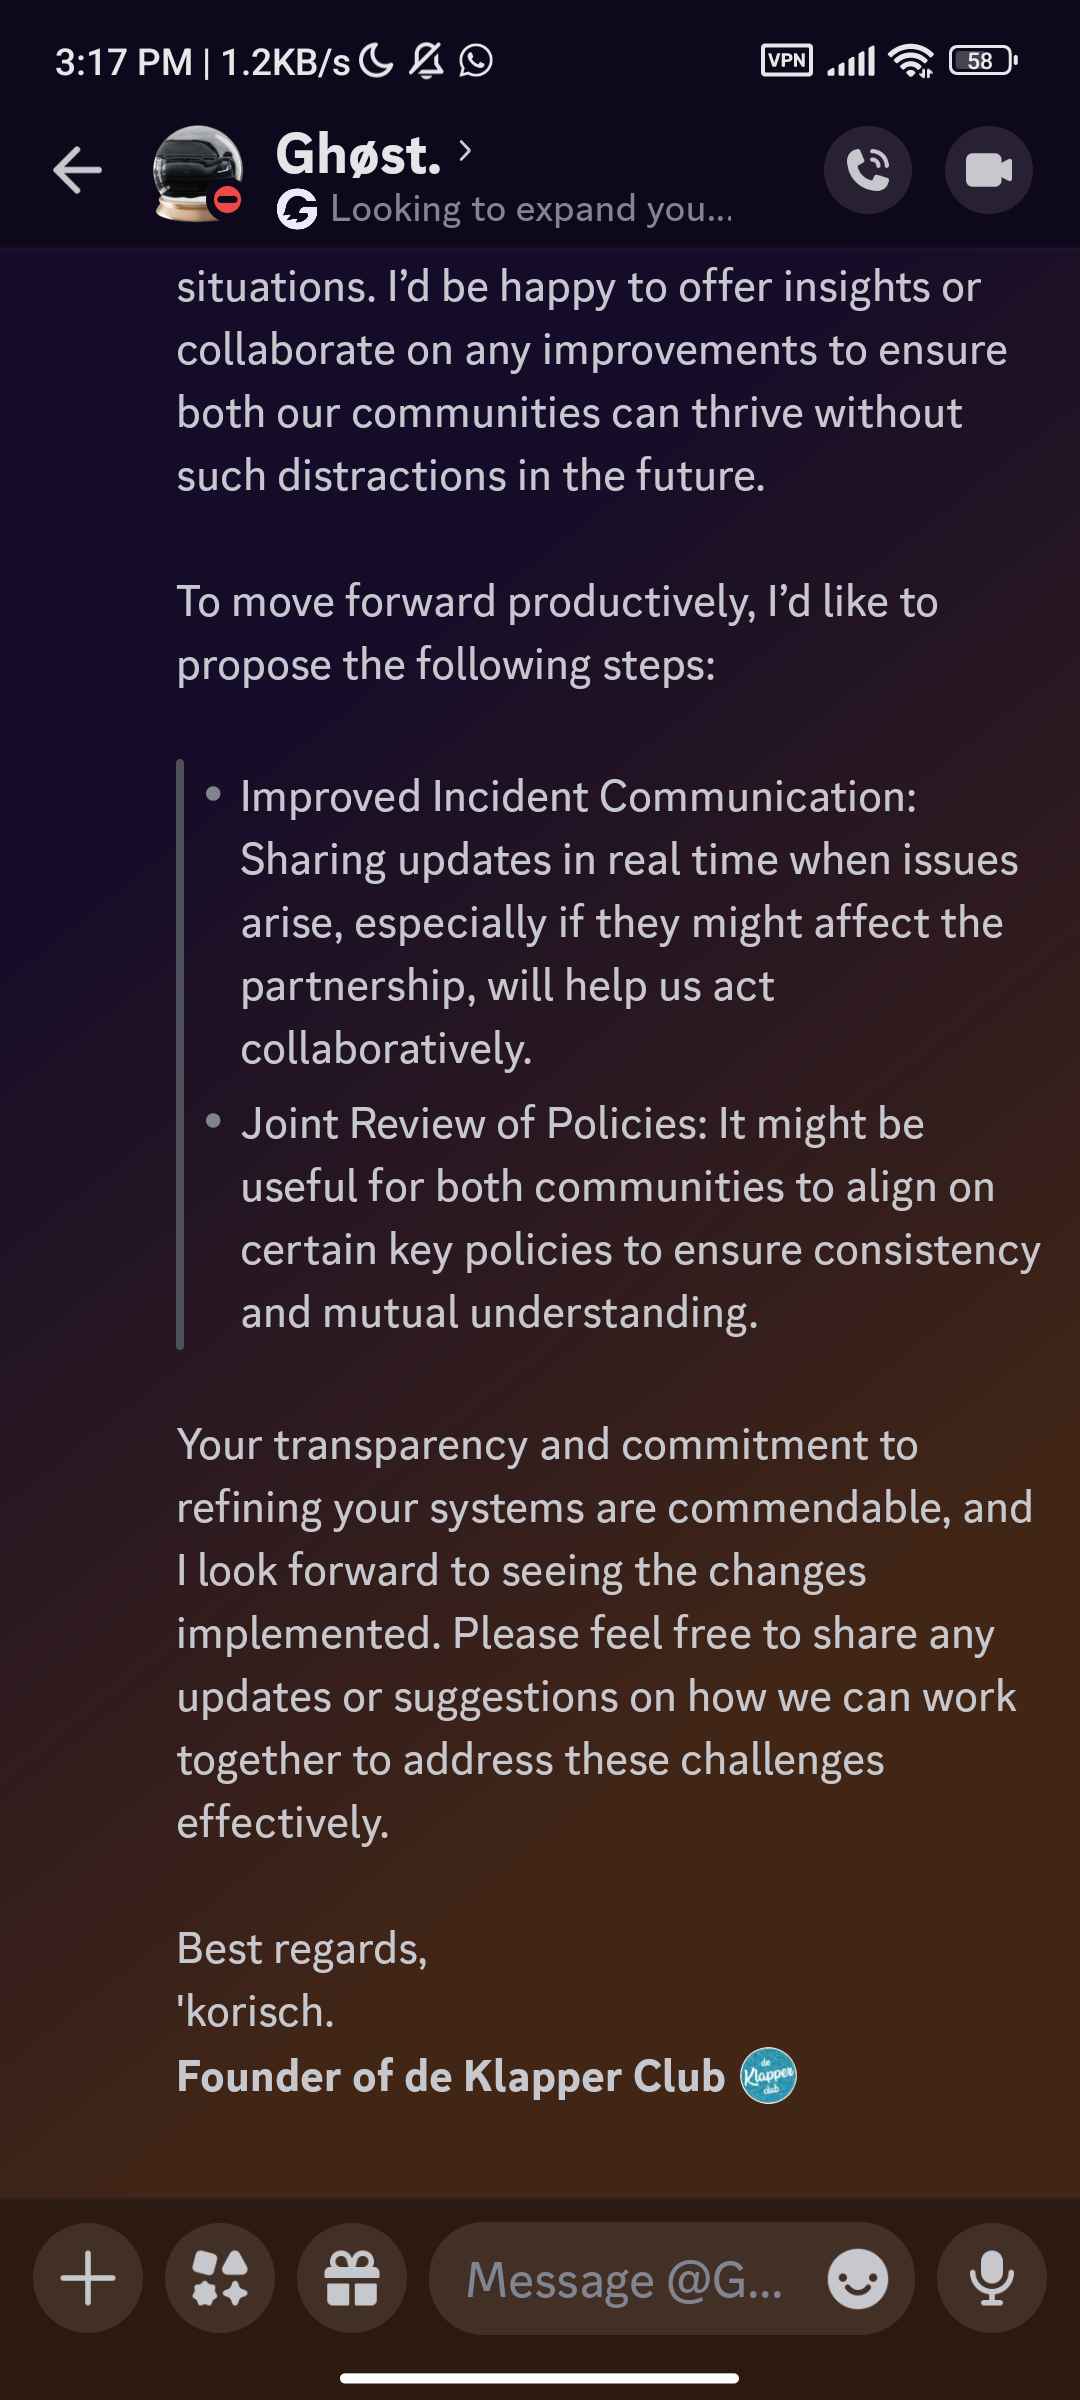 3:17 PM | 1.2KB/s VPN 58
Ghøst.
Looking to expand you...
situations. I’d be happy to offer insights or
collaborate on any improvements to ensure
both our communities can thrive without
such distractions in the future.
To move forward productively, I’d like to
propose the following steps:
• Improved Incident Communication:
Sharing updates in real time when issues
arise, especially if they might affect the
partnership, will help us act
collaboratively.
• Joint Review of Policies: It might be
useful for both communities to align on
certain key policies to ensure consistency
and mutual understanding.
Your transparency and commitment to
refining your systems are commendable, and
I look forward to seeing the changes
implemented. Please feel free to share any
updates or suggestions on how we can work
together to address these challenges
effectively.
Best regards,
'korisch.
Founder of de Klapper Club de Klapper club
Message @G...